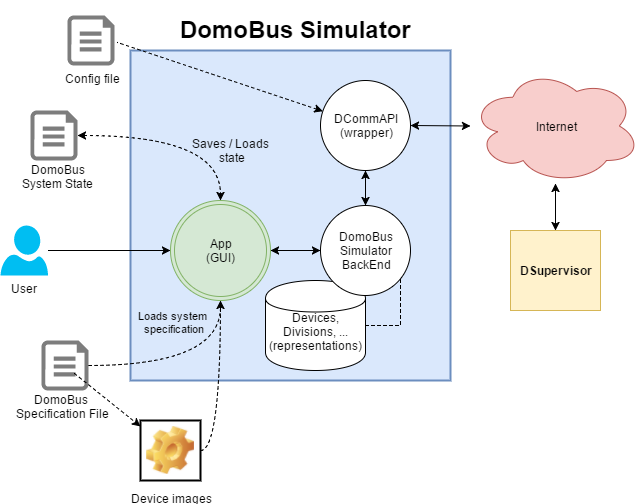 DomoBus Simulator
Config file
DCommAPI
(wrapper)
Internet
DomoBus
System State
Saves / Loads
state
App
(GUI)
DomoBus
Simulator
BackEnd
User
DSupervisor
Loads system
specification
Devices,
Divisions, ...
(representations)
DomoBus
Specification File
Device images